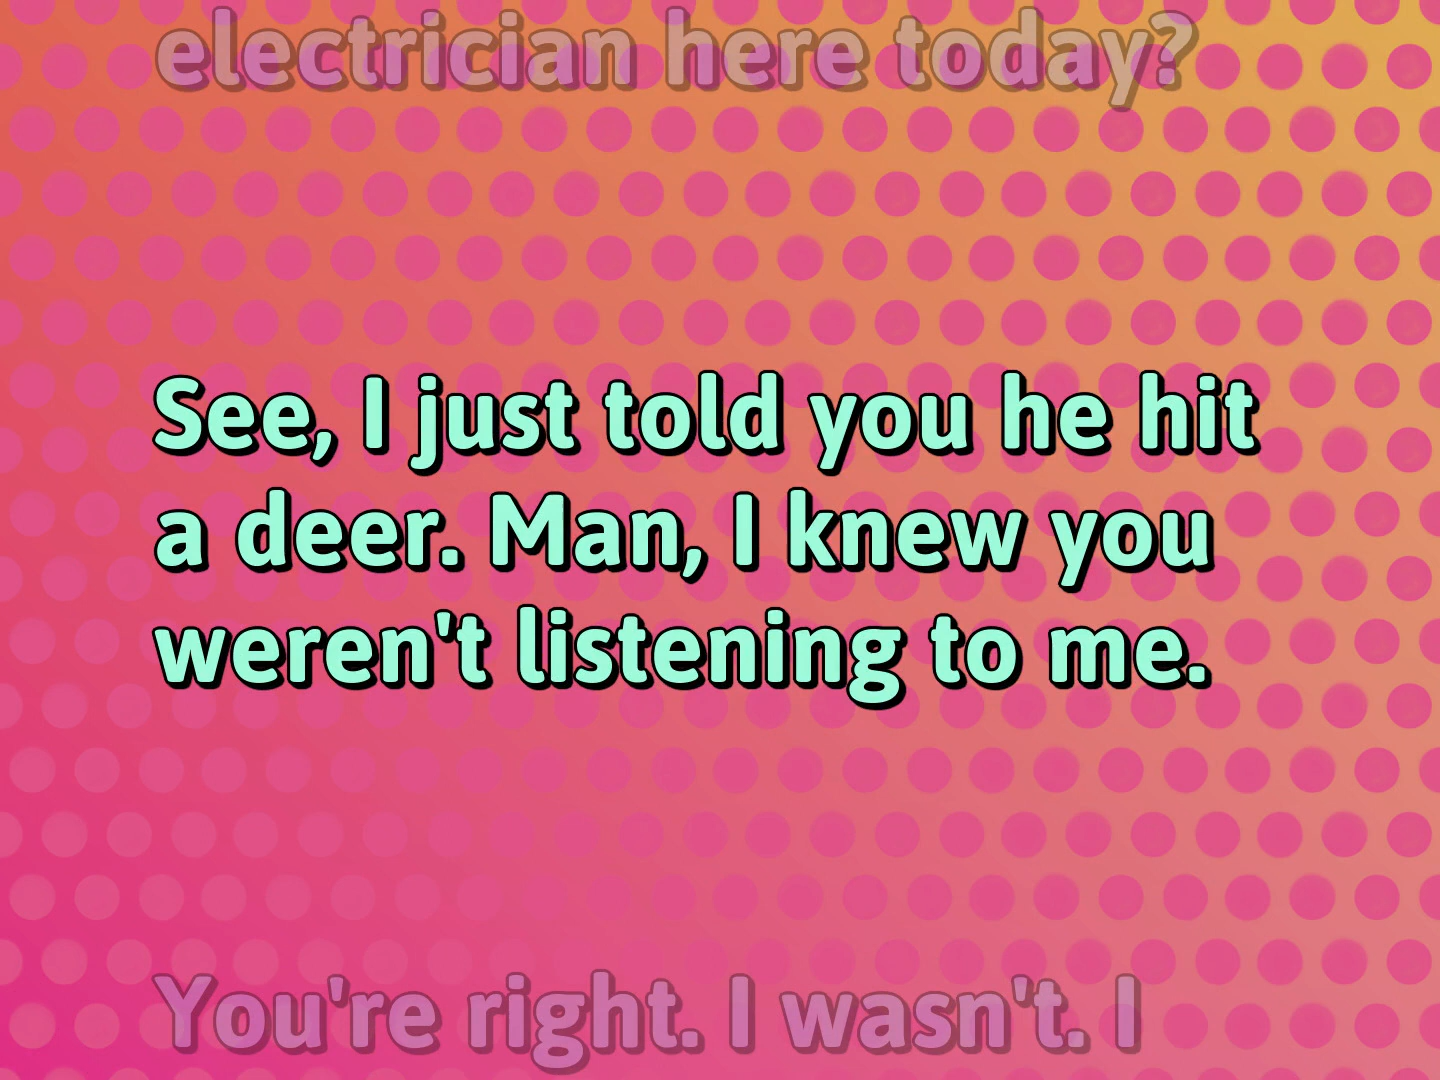 electrician here today?
See, I just told you he hit
a deer. Man, I knew you
weren't listening to me.
You're right. I wasn't. I